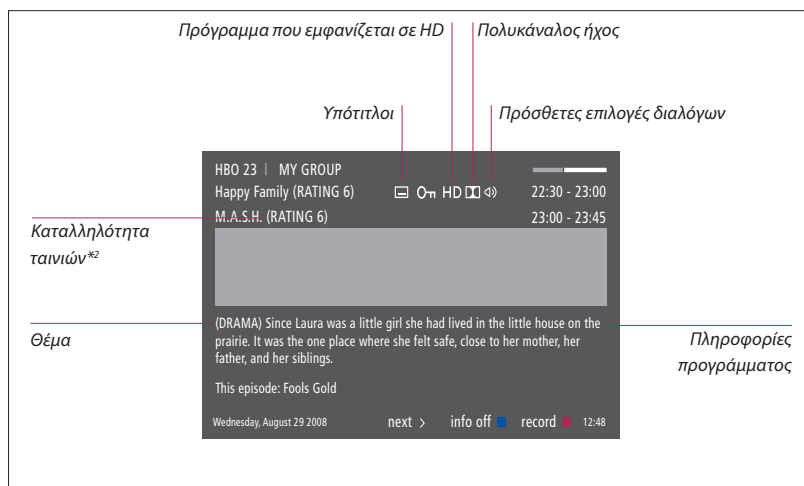 Πρόγραμμα που εμφανίζεται σε HD
Πολυκάναλος ήχος
Υπότιτλοι
Πρόσθετες επιλογές διαλόγων
HBO 23 | MY GROUP
Happy Family (RATING 6) HD 22:30 - 23:00
M.A.S.H. (RATING 6) 23:00 - 23:45
Καταλληλότητα
ταινιών*2
(DRAMA) Since Laura was a little girl she had lived in the little house on the
prairie. It was the one place where she felt safe, close to her mother, her
father, and her siblings.
Θέμα
Πληροφορίες
προγράμματος
This episode: Fools Gold
Wednesday, August 29 2008 next > info off record 12:48